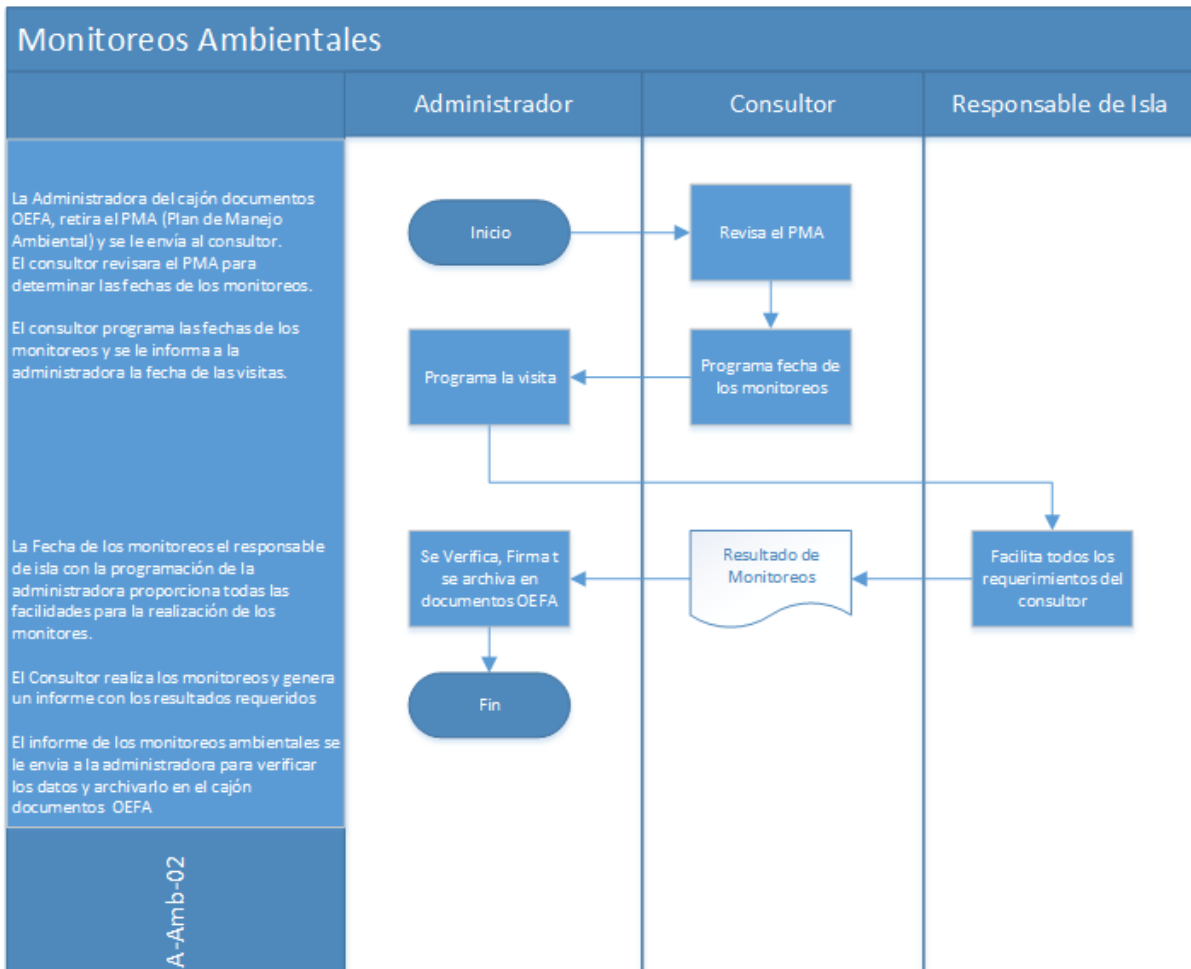 Monitoreos Ambientales
Administrador
Consultor
Responsable de Isla
La Administradora del cajón documentos
OEFA, retira el PMA (Plan de Manejo
Ambiental) y se le envía al consultor.
El consultor revisara el PMA para
determinar las fechas de los monitoreos.
El consultor programa las fechas de los
monitoreos y se le informa a la
administradora la fecha de las visitas.
La Fecha de los monitoreos el responsable
de isla con la programación de la
administradora proporciona todas las
facilidades para la realización de los
monitores.
El Consultor realiza los monitoreos y genera
un informe con los resultados requeridos
El informe de los monitoreos ambientales se
le envia a la administradora para verificar
los datos y archivarlo en el cajón
documentos OEFA
Inicio
Revisa el PMA
Programa la visita
Programa fecha de
los monitoreos
Se Verifica, Firma t
se archiva en
documentos OEFA
Resultado de
Monitoreos
Facilita todos los
requerimientos del
consultor
Fin
A-Amb-02